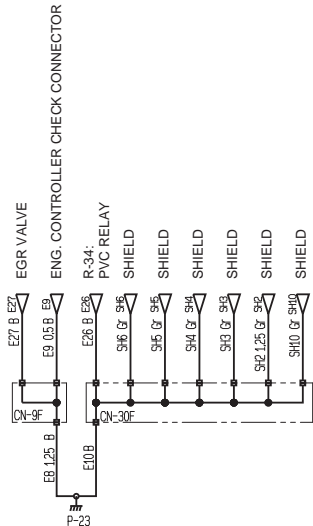 EGR VALVE
ENG. CONTROLLER CHECK CONNECTOR
R-34:
PVC RELAY
SHIELD
SHIELD
SHIELD
SHIELD
SHIELD
SHIELD
E27
E9
E26
SH6
SH5
SH4
SH3
SH2
SH10
E27 B
E9 0,5 B
E26 B
SH6 Gr
SH5 Gr
SH4 Gr
SH3 Gr
SH2 1,25 Gr
SH10 Gr
CN-9F
CN-30F
E8 1,25 B
E10 B
P-23